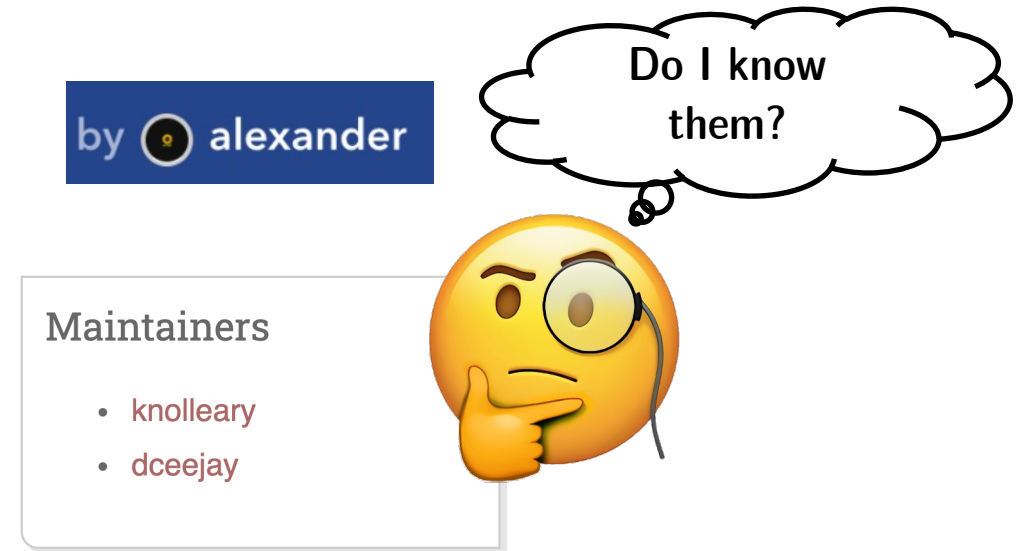 by alexander
Do I know
them?
Maintainers
knolleary
dceejay